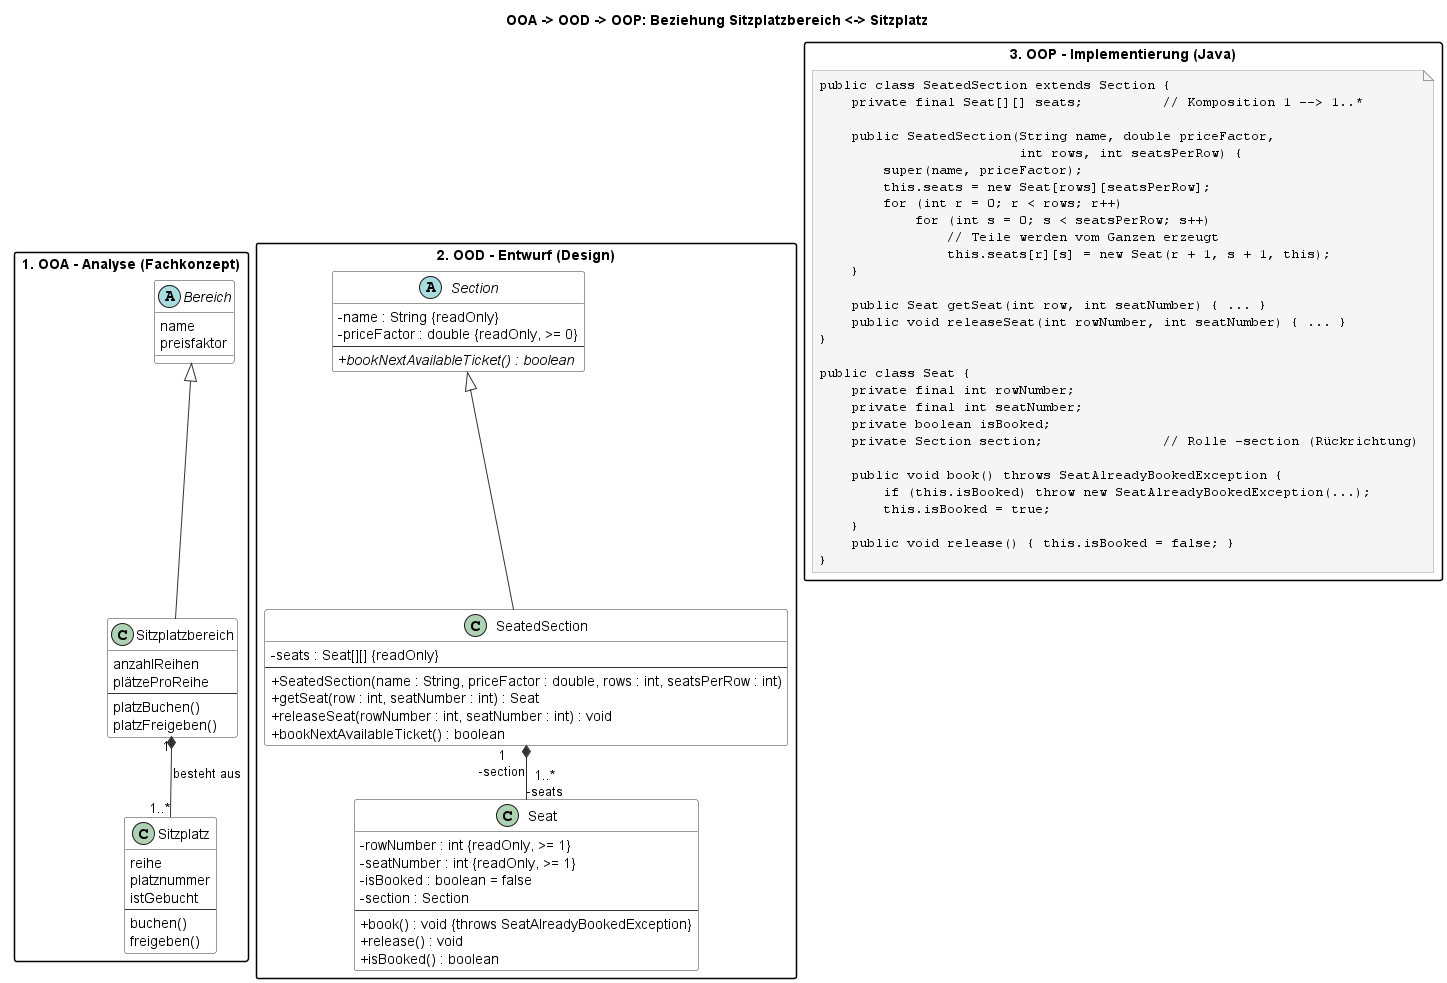 OOA -> OOD -> OOP: Beziehung Sitzplatzbereich <-> Sitzplatz
1. OOA - Analyse (Fachkonzept)
A Bereich
name
preisfaktor
C Sitzplatzbereich
anzahlReihen
plätzeProReihe
platzBuchen()
platzFreigeben()
1
besteht aus
1..*
C Sitzplatz
reihe
platznummer
istGebucht
buchen()
freigeben()
2. OOD - Entwurf (Design)
A Section
-name : String {readOnly}
-priceFactor : double {readOnly, >= 0}
+bookNextAvailableTicket() : boolean
C SeatedSection
-seats : Seat[][] {readOnly}
+SeatedSection(name : String, priceFactor : double, rows : int, seatsPerRow : int)
+getSeat(row : int, seatNumber : int) : Seat
+releaseSeat(rowNumber : int, seatNumber : int) : void
+bookNextAvailableTicket() : boolean
1
-section
1..*
-seats
C Seat
-rowNumber : int {readOnly, >= 1}
-seatNumber : int {readOnly, >= 1}
-isBooked : boolean = false
-section : Section
+book() : void {throws SeatAlreadyBookedException}
+release() : void
+isBooked() : boolean
3. OOP - Implementierung (Java)
public class SeatedSection extends Section {
    private final Seat[][] seats;          // Komposition 1 --> 1..*
    public SeatedSection(String name, double priceFactor,
                         int rows, int seatsPerRow) {
        super(name, priceFactor);
        this.seats = new Seat[rows][seatsPerRow];
        for (int r = 0; r < rows; r++)
            for (int s = 0; s < seatsPerRow; s++)
                // Teile werden vom Ganzen erzeugt
                this.seats[r][s] = new Seat(r + 1, s + 1, this);
    }
    public Seat getSeat(int row, int seatNumber) { ... }
    public void releaseSeat(int rowNumber, int seatNumber) { ... }
}
public class Seat {
    private final int rowNumber;
    private final int seatNumber;
    private boolean isBooked;
    private Section section;               // Rolle -section (Rückrichtung)
    public void book() throws SeatAlreadyBookedException {
        if (this.isBooked) throw new SeatAlreadyBookedException(...);
        this.isBooked = true;
    }
    public void release() { this.isBooked = false; }
}